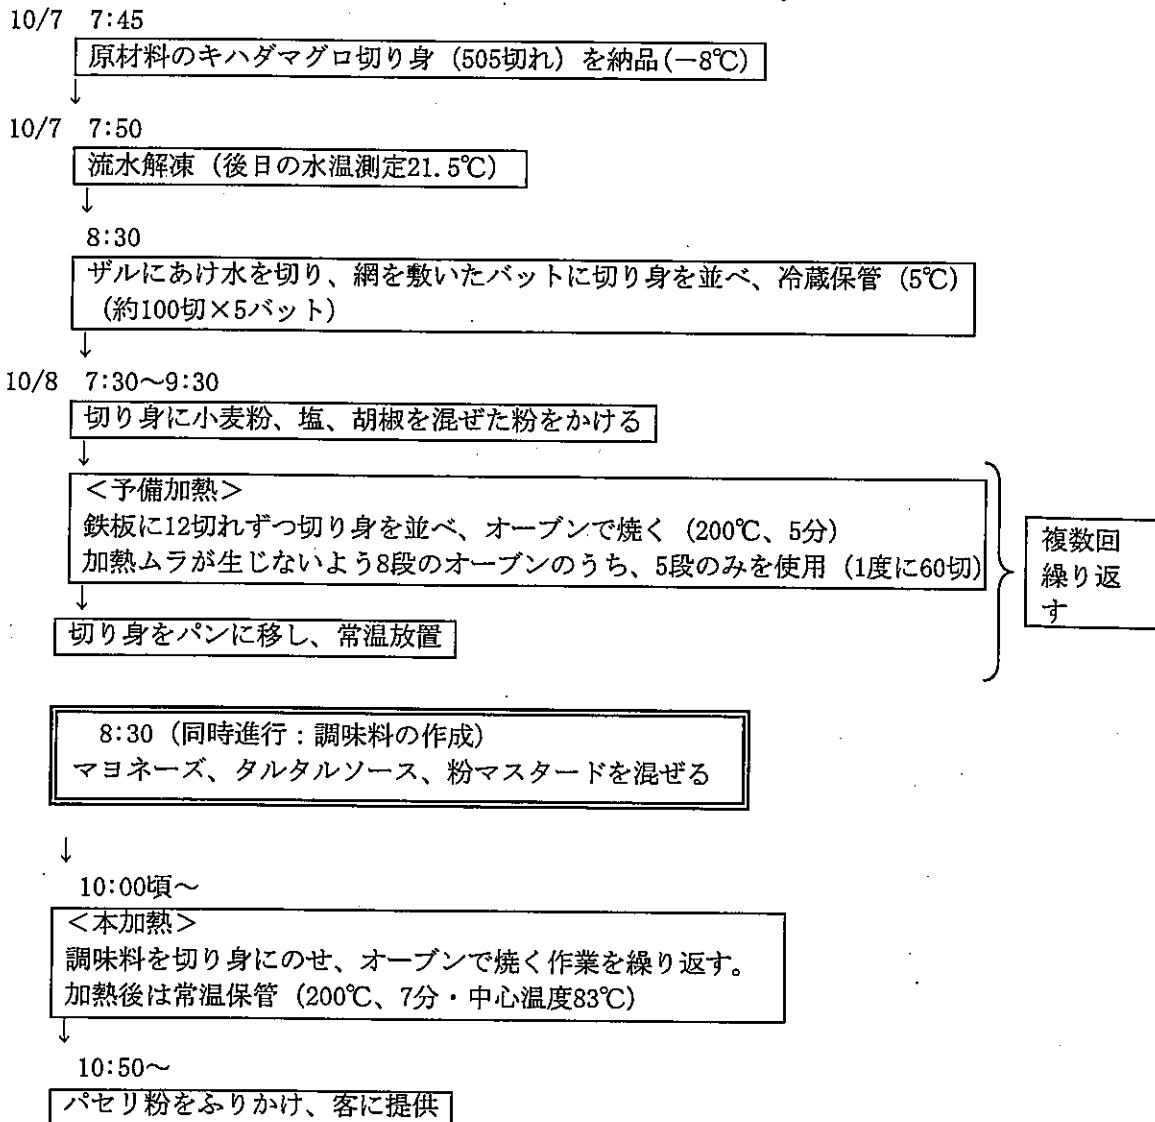 10/7 7:45
原材料のキハダマグロ切り身（505切れ）を納品(－8℃)
↓
10/7 7:50
流水解凍（後日の水温測定21.5℃）
↓
8:30
ザルにあけ水を切り、網を敷いたバットに切り身を並べ、冷蔵保管（5℃）
（約100切×5バット）
↓
10/8 7:30～9:30
切り身に小麦粉、塩、胡椒を混ぜた粉をかける
↓
＜予備加熱＞
鉄板に12切れずつ切り身を並べ、オーブンで焼く（200℃、5分）
加熱ムラが生じないよう8段のオーブンのうち、5段のみを使用（1度に60切）
↓
切り身をパンに移し、常温放置
複数回
繰り返
す
8:30（同時進行：調味料の作成）
マヨネーズ、タルタルソース、粉マスタードを混ぜる
↓
10:00頃～
＜本加熱＞
調味料を切り身にのせ、オーブンで焼く作業を繰り返す。
加熱後は常温保管（200℃、7分・中心温度83℃）
↓
10:50～
パセリ粉をふりかけ、客に提供